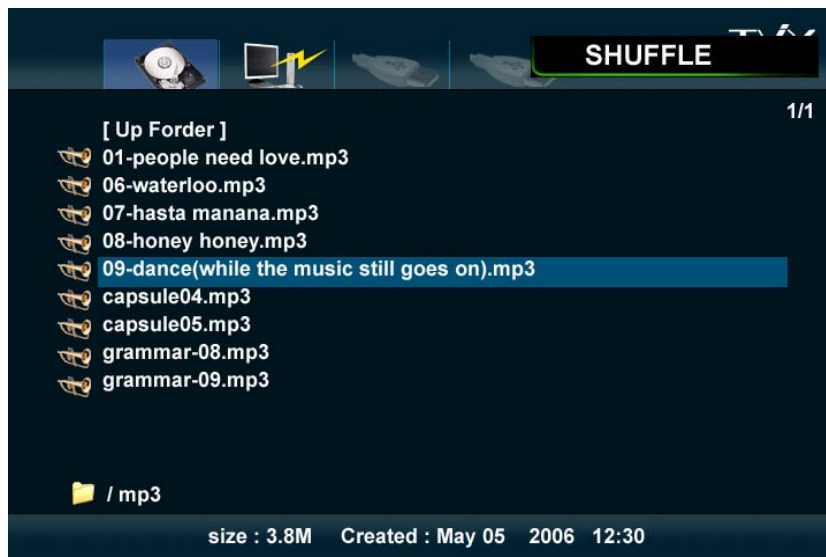 SHUFFLE
1/1
[ Up Forder ]
01-people need love.mp3
06-waterloo.mp3
07-hasta manana.mp3
08-honey honey.mp3
09-dance(while the music still goes on).mp3
capsule04.mp3
capsule05.mp3
grammar-08.mp3
grammar-09.mp3
/ mp3
size : 3.8M Created : May 05 2006 12:30